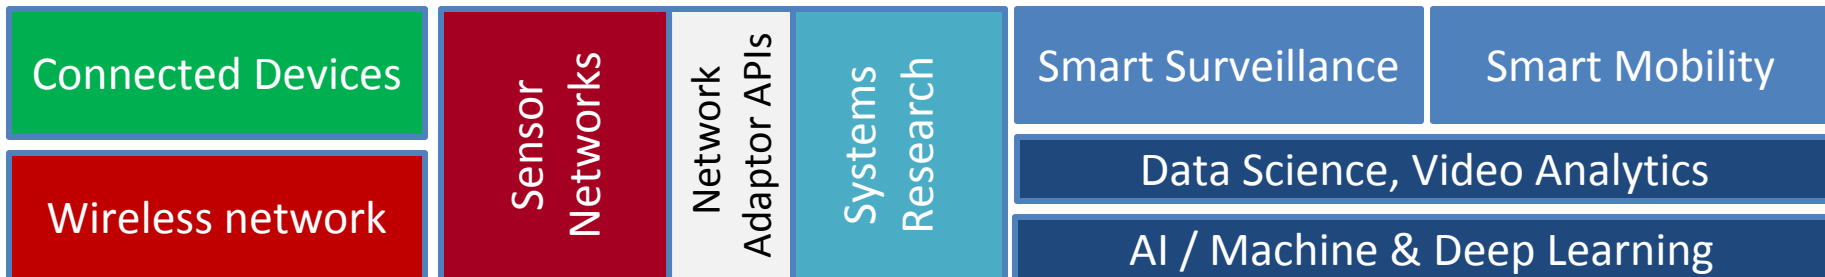 Connected Devices
Wireless network
Sensor
Networks
Network
Adaptor APIs
Systems
Research
Smart Surveillance
Smart Mobility
Data Science, Video Analytics
AI / Machine & Deep Learning